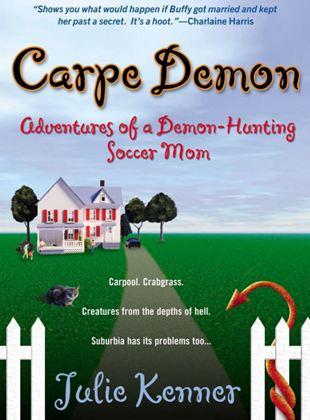 “Shows you what would happen if Buffy got married and kept
her past a secret. It's a hoot.”—Charlaine Harris
Carpe Demon
Adventures of a Demon-Hunting
Soccer Mom
Carpool. Crabgrass.
Creatures from the depths of hell.
Suburbia has its problems too...
Julie Kenner